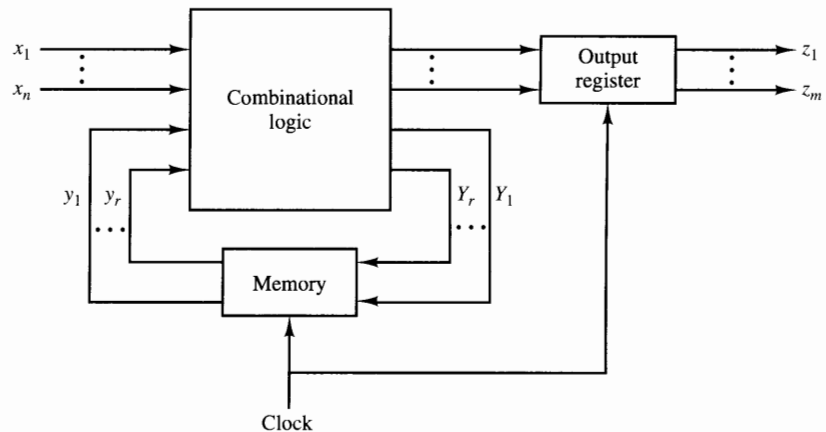 x₁
xₙ
Combinational
logic
Output
register
z₁
zₘ
y₁
yᵣ
Yᵣ
Y₁
Memory
Clock